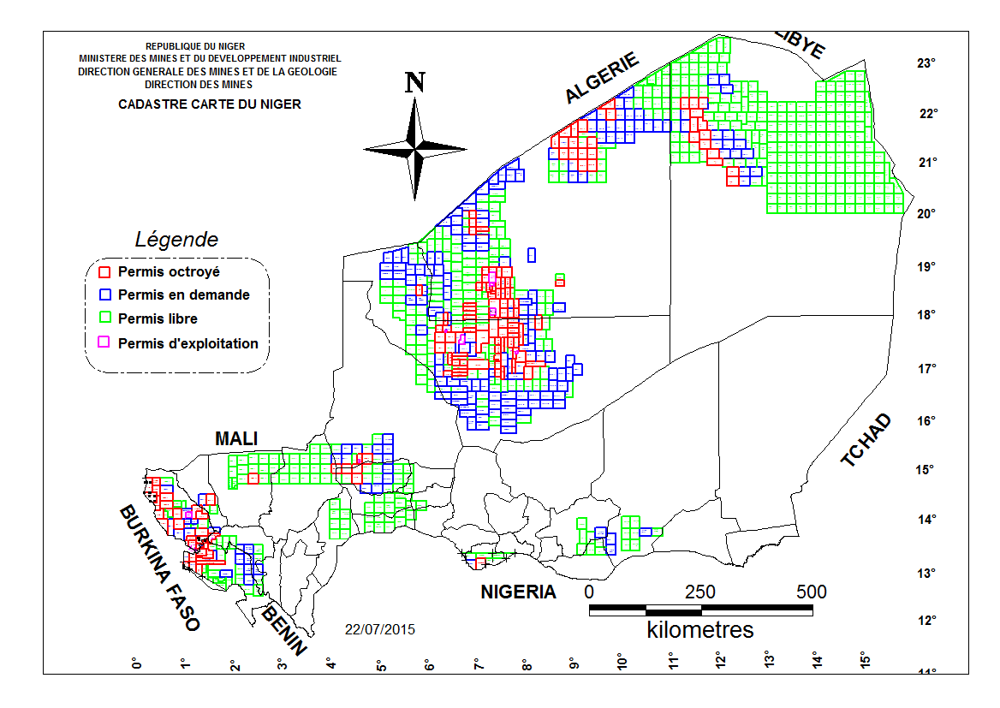 REPUBLIQUE DU NIGER
MINISTERE DES MINES ET DU DEVELOPPEMENT INDUSTRIEL
DIRECTION GENERALE DES MINES ET DE LA GEOLOGIE
DIRECTION DES MINES
CADASTRE CARTE DU NIGER
N
ALGERIE
LIBYE
23°
22°
21°
20°
19°
18°
17°
16°
15°
14°
13°
12°
11°
Légende
Permis octroyé
Permis en demande
Permis libre
Permis d'exploitation
MALI
TCHAD
BURKINA FASO
BENIN
NIGERIA
22/07/2015
0 250 500
kilometres
0° 1° 2° 3° 4° 5° 6° 7° 8° 9° 10° 11° 12° 13° 14° 15°